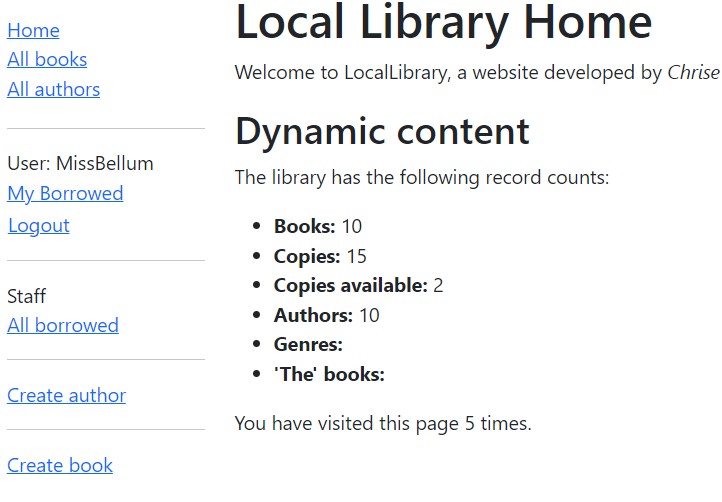 Home
All books
All authors
User: MissBellum
My Borrowed
Logout
Staff
All borrowed
Create author
Create book
Local Library Home
Welcome to LocalLibrary, a website developed by Chrise
Dynamic content
The library has the following record counts:
Books: 10
Copies: 15
Copies available: 2
Authors: 10
Genres:
'The' books:
You have visited this page 5 times.